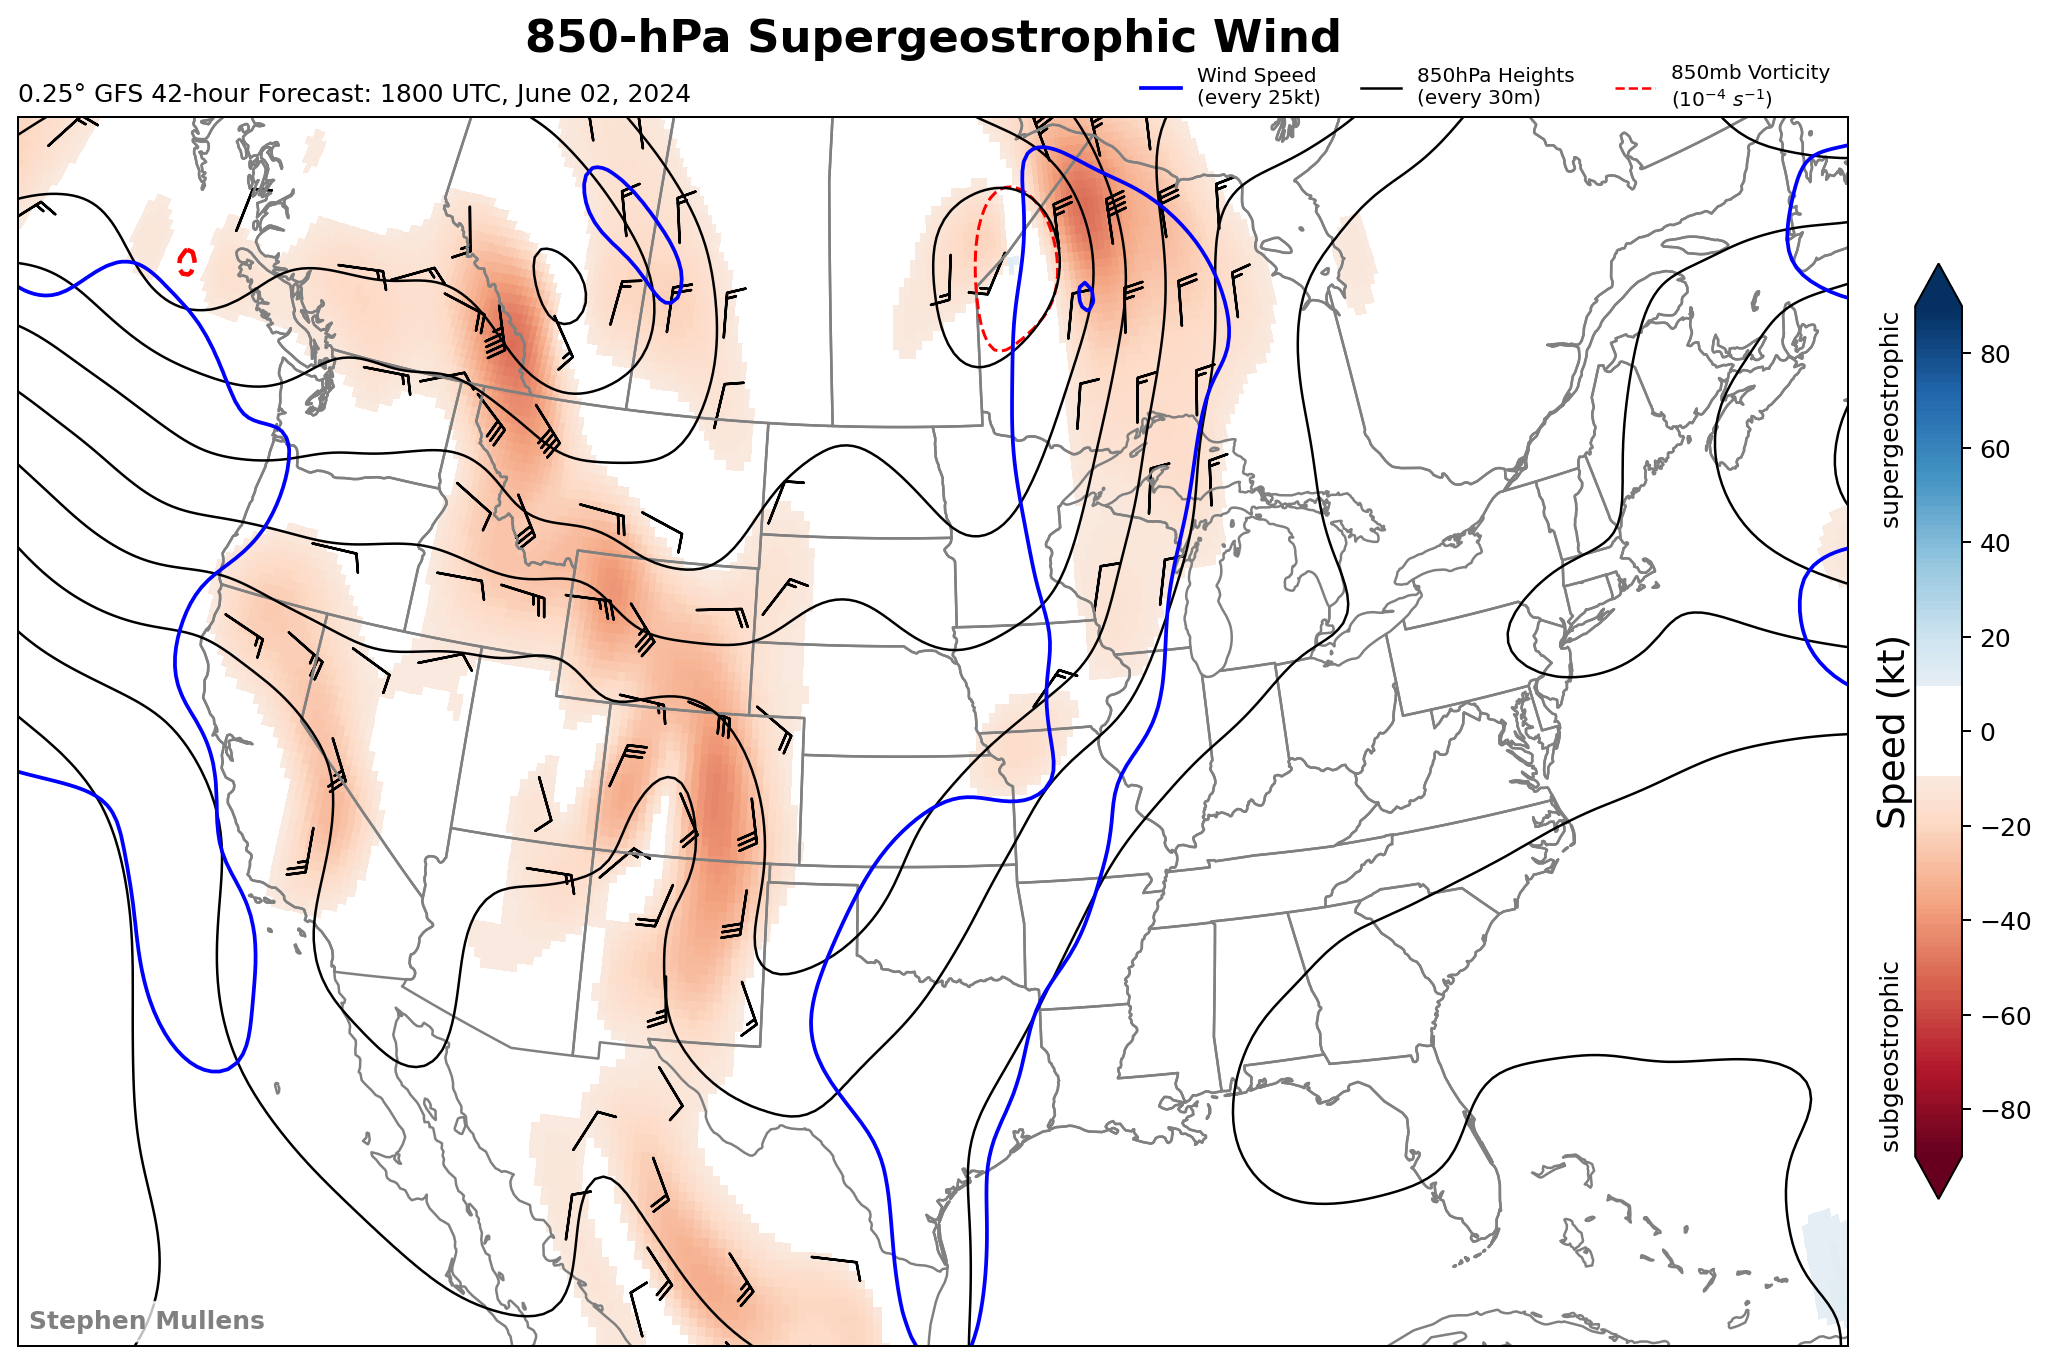 850-hPa Supergeostrophic Wind
0.25° GFS 42-hour Forecast: 1800 UTC, June 02, 2024
Wind Speed
(every 25kt)
850hPa Heights
(every 30m)
850mb Vorticity
(10⁻⁴ s⁻¹)
supergeostrophic
Speed (kt)
subgeostrophic
80
60
40
20
0
−20
−40
−60
−80
Stephen Mullens